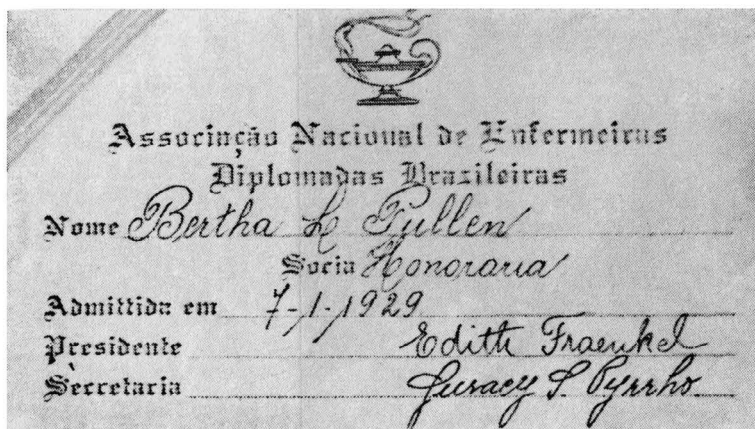 Associação Nacional de Enfermeiras
Diplomadas Brazileiras
Nome Bertha L Pullen
Socia Honoraria
Admittida em 7-1-1929
Presidente Edith Fraenkel
Secretaria Juracy S. Pyrrho